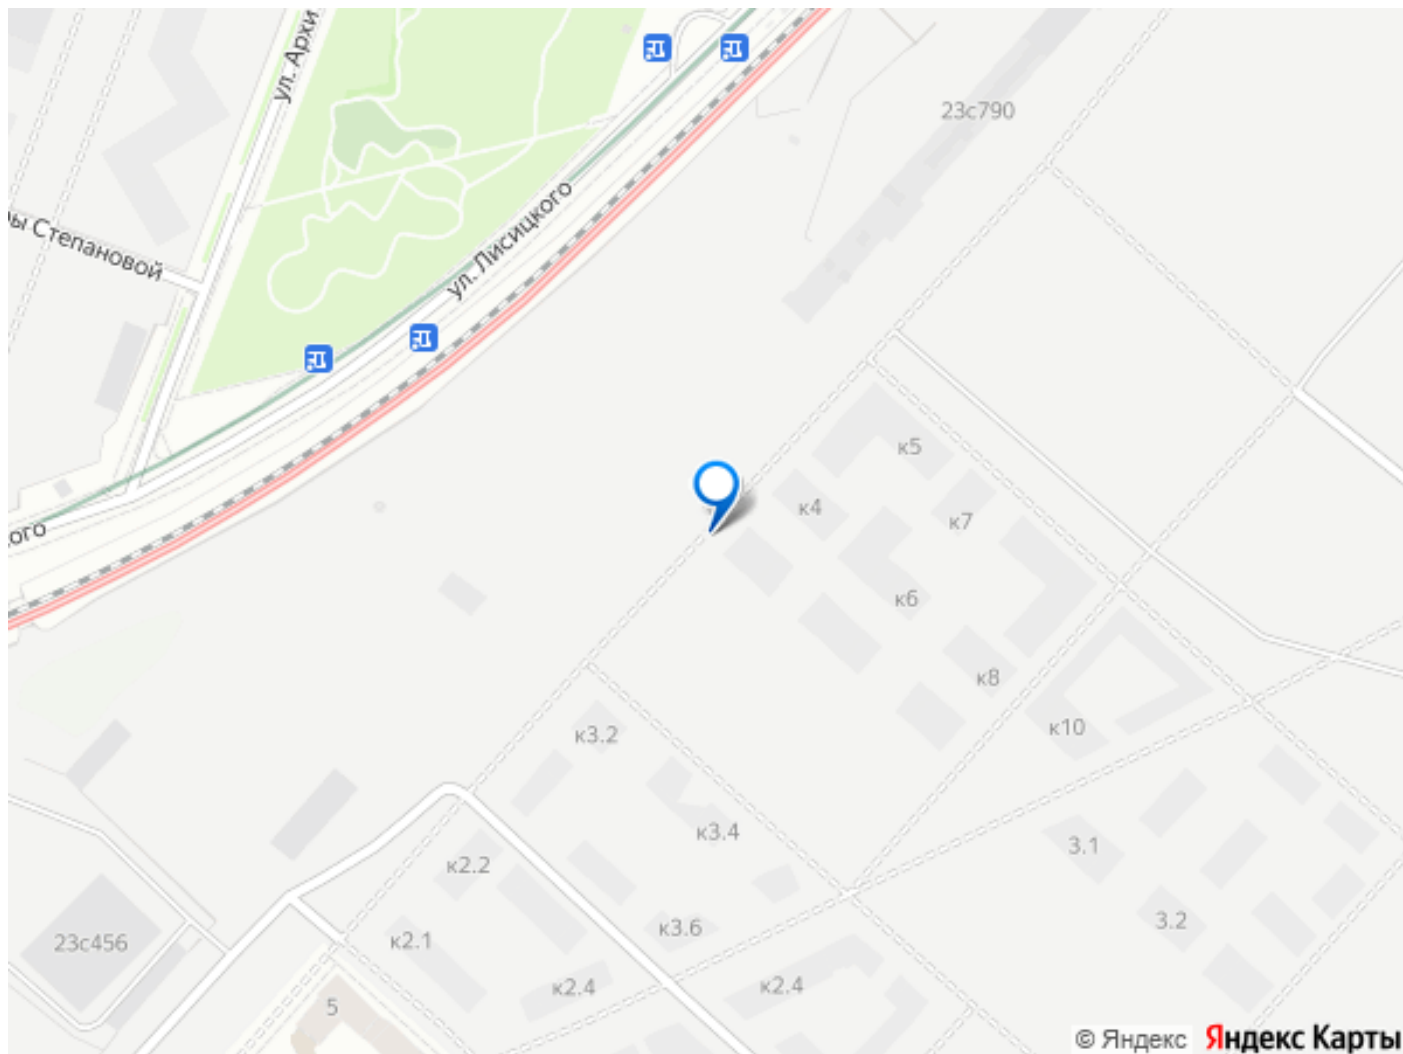 ул. Архи
23с790
ры Степановой
ул. Лисицкого
ого
к5
к4
к7
к6
к8
к10
к3.2
к3.4
3.1
к2.2
3.2
к3.6
к2.1
23с456
к2.4
к2.4
5
© Яндекс Яндекс Карты